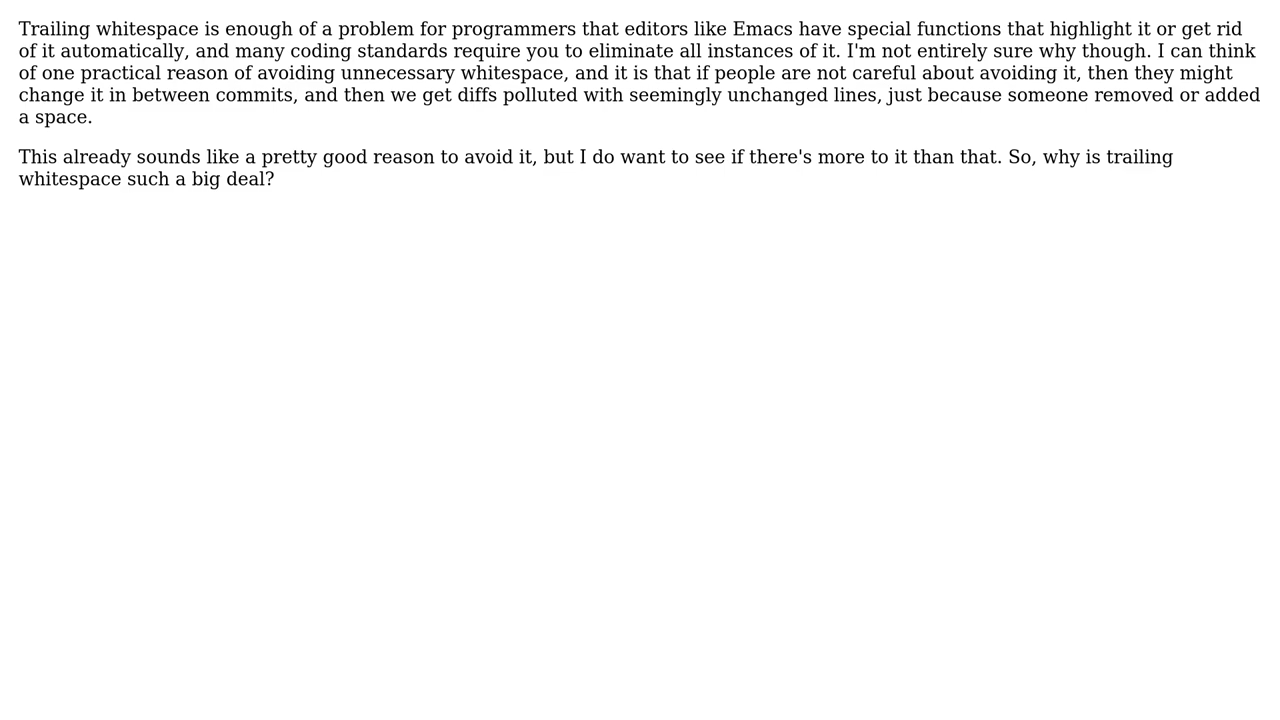 Trailing whitespace is enough of a problem for programmers that editors like Emacs have special functions that highlight it or get rid
of it automatically, and many coding standards require you to eliminate all instances of it. I'm not entirely sure why though. I can think
of one practical reason of avoiding unnecessary whitespace, and it is that if people are not careful about avoiding it, then they might
change it in between commits, and then we get diffs polluted with seemingly unchanged lines, just because someone removed or added
a space.
This already sounds like a pretty good reason to avoid it, but I do want to see if there's more to it than that. So, why is trailing
whitespace such a big deal?